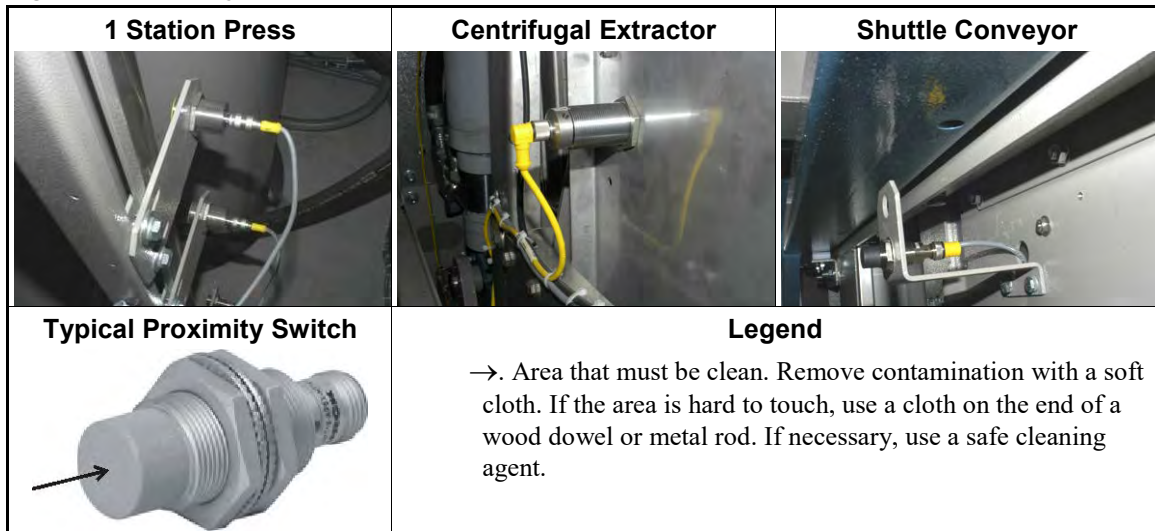 1 Station Press
Centrifugal Extractor
Shuttle Conveyor
Typical Proximity Switch
Legend
→. Area that must be clean. Remove contamination with a soft
cloth. If the area is hard to touch, use a cloth on the end of a
wood dowel or metal rod. If necessary, use a safe cleaning
agent.